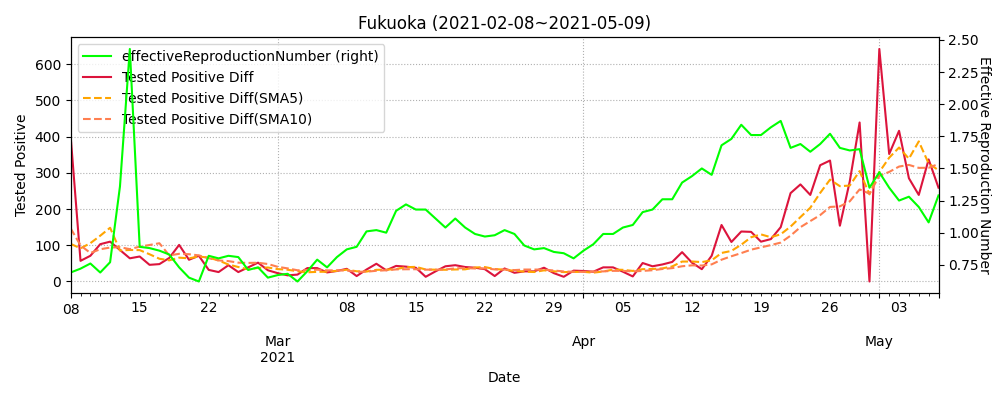 Fukuoka (2021-02-08~2021-05-09)
effectiveReproductionNumber (right)
Tested Positive Diff
Tested Positive Diff(SMA5)
Tested Positive Diff(SMA10)
Tested Positive
600
500
400
300
200
100
0
2.50
2.25
2.00
1.75
1.50
1.25
1.00
0.75
Effective Reproduction Number
08 15 22 08 15 22 29 05 12 19 26 03
Mar Apr May
2021
Date